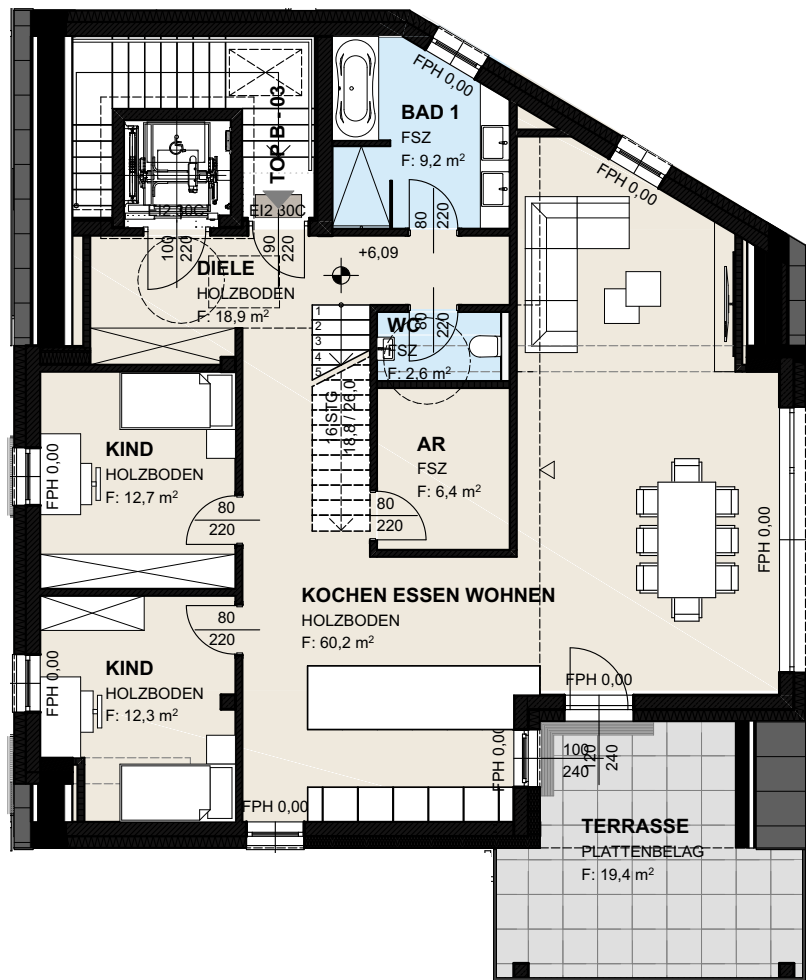 FPH 0,00
BAD 1
FSZ
F: 9,2 m²
TOP B - 03
FPH 0,00
EI2 30C
EI2 30C
80
220
100
220
90
220
+6,09
DIELE
HOLZBODEN
F: 18,9 m²
1
2
3
4
5
WC
FSZ
F: 2,6 m²
80
220
16 STG
18,8 / 26,0
KIND
HOLZBODEN
F: 12,7 m²
FPH 0,00
AR
FSZ
F: 6,4 m²
80
220
80
220
FPH 0,00
KOCHEN ESSEN WOHNEN
HOLZBODEN
F: 60,2 m²
80
220
KIND
HOLZBODEN
F: 12,3 m²
FPH 0,00
FPH 0,00
FPH 0,00
100
240
120
240
FPH 0,00
TERRASSE
PLATTENBELAG
F: 19,4 m²